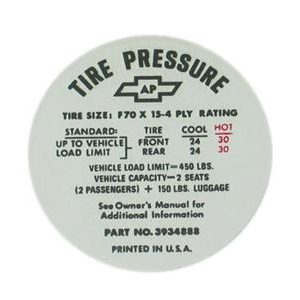 TIRE PRESSURE
AP
TIRE SIZE: F70 X 15-4 PLY RATING
STANDARD: TIRE COOL HOT
UP TO VEHICLE FRONT 24 30
LOAD LIMIT REAR 24 30
VEHICLE LOAD LIMIT—450 LBS.
VEHICLE CAPACITY—2 SEATS
(2 PASSENGERS) + 150 LBS. LUGGAGE
See Owner's Manual for
Additional Information
PART NO. 3934888
PRINTED IN U.S.A.